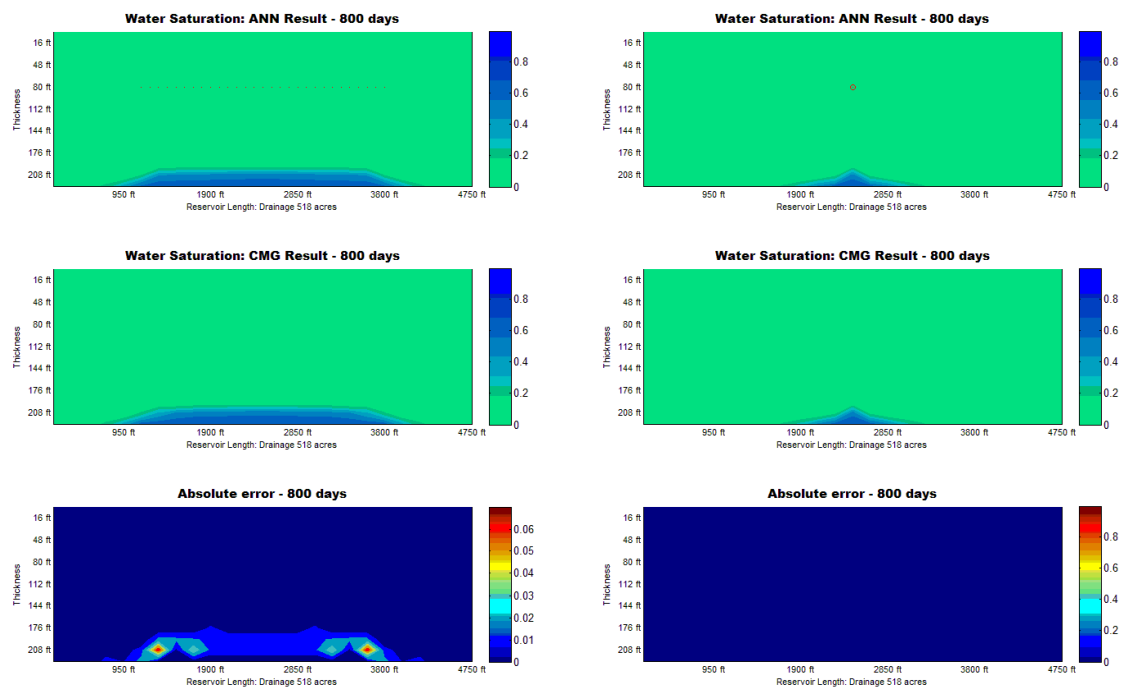 Water Saturation: ANN Result - 800 days
Thickness
16 ft
48 ft
80 ft
112 ft
144 ft
176 ft
208 ft
950 ft 1900 ft 2850 ft 3800 ft 4750 ft
Reservoir Length: Drainage 518 acres
0.8
0.6
0.4
0.2
0
Water Saturation: ANN Result - 800 days
Thickness
16 ft
48 ft
80 ft
112 ft
144 ft
176 ft
208 ft
950 ft 1900 ft 2850 ft 3800 ft 4750 ft
Reservoir Length: Drainage 518 acres
0.8
0.6
0.4
0.2
0
Water Saturation: CMG Result - 800 days
Thickness
16 ft
48 ft
80 ft
112 ft
144 ft
176 ft
208 ft
950 ft 1900 ft 2850 ft 3800 ft 4750 ft
Reservoir Length: Drainage 518 acres
0.8
0.6
0.4
0.2
0
Water Saturation: CMG Result - 800 days
Thickness
16 ft
48 ft
80 ft
112 ft
144 ft
176 ft
208 ft
950 ft 1900 ft 2850 ft 3800 ft 4750 ft
Reservoir Length: Drainage 518 acres
0.8
0.6
0.4
0.2
0
Absolute error - 800 days
Thickness
16 ft
48 ft
80 ft
112 ft
144 ft
176 ft
208 ft
950 ft 1900 ft 2850 ft 3800 ft 4750 ft
Reservoir Length: Drainage 518 acres
0.06
0.05
0.04
0.03
0.02
0.01
0
Absolute error - 800 days
Thickness
16 ft
48 ft
80 ft
112 ft
144 ft
176 ft
208 ft
950 ft 1900 ft 2850 ft 3800 ft 4750 ft
Reservoir Length: Drainage 518 acres
0.8
0.6
0.4
0.2
0